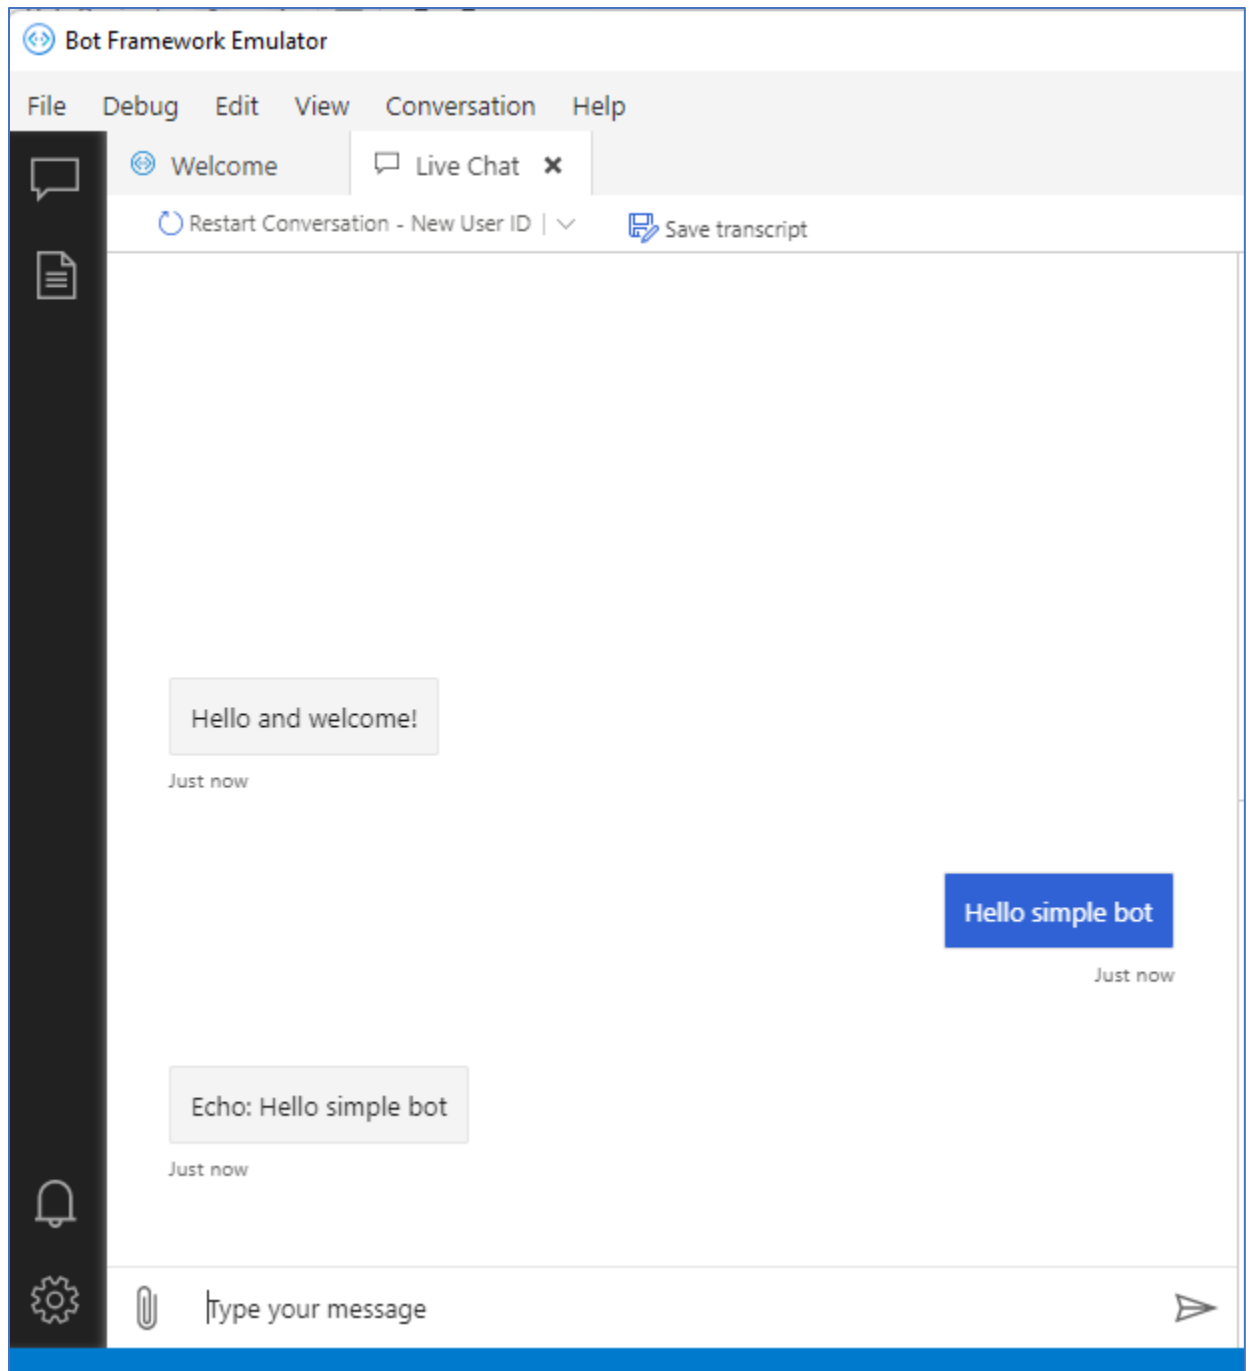 Bot Framework Emulator
File Debug Edit View Conversation Help
Welcome Live Chat
Restart Conversation - New User ID Save transcript
Hello and welcome!
Just now
Hello simple bot
Just now
Echo: Hello simple bot
Just now
Type your message